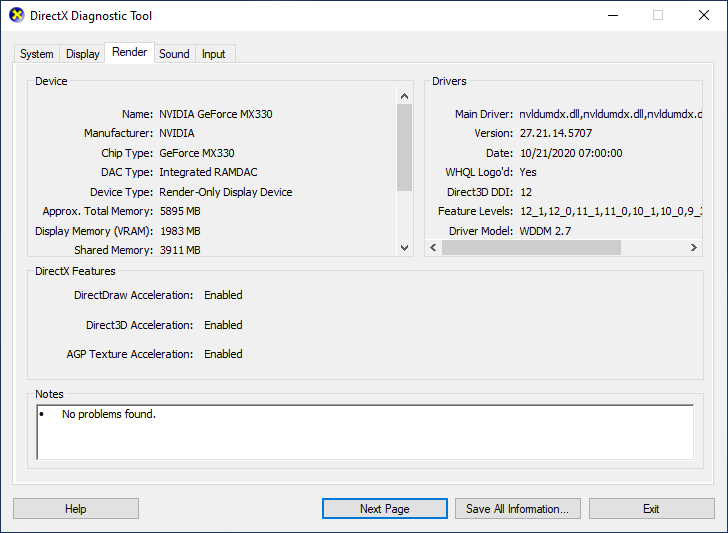 DirectX Diagnostic Tool
System Display Render Sound Input
Device
Name: NVIDIA GeForce MX330
Manufacturer: NVIDIA
Chip Type: GeForce MX330
DAC Type: Integrated RAMDAC
Device Type: Render-Only Display Device
Approx. Total Memory: 5895 MB
Display Memory (VRAM): 1983 MB
Shared Memory: 3911 MB
Drivers
Main Driver: nvldumdx.dll,nvldumdx.dll,nvldumdx.d
Version: 27.21.14.5707
Date: 10/21/2020 07:00:00
WHQL Logo'd: Yes
Direct3D DDI: 12
Feature Levels: 12_1,12_0,11_1,11_0,10_1,10_0,9_3
Driver Model: WDDM 2.7
DirectX Features
DirectDraw Acceleration: Enabled
Direct3D Acceleration: Enabled
AGP Texture Acceleration: Enabled
Notes
• No problems found.
Help Next Page Save All Information... Exit